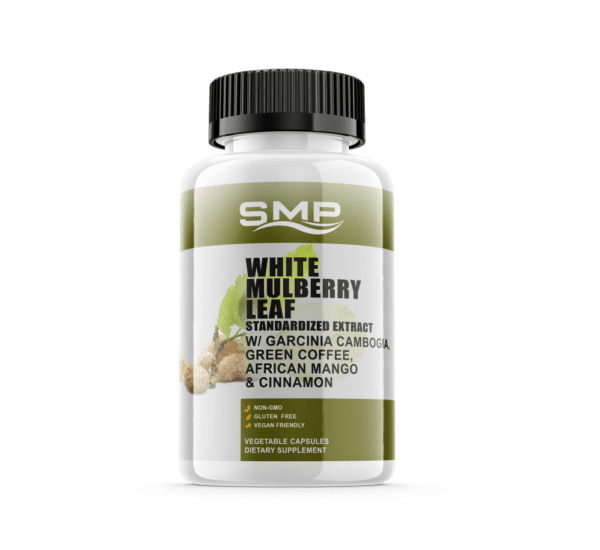 SMP
WHITE
MULBERRY
LEAF
STANDARDIZED EXTRACT
W/ GARCINIA CAMBOGIA,
GREEN COFFEE,
AFRICAN MANGO
& CINNAMON
NON-GMO
GLUTEN FREE
VEGAN FRIENDLY
VEGETABLE CAPSULES
DIETARY SUPPLEMENT